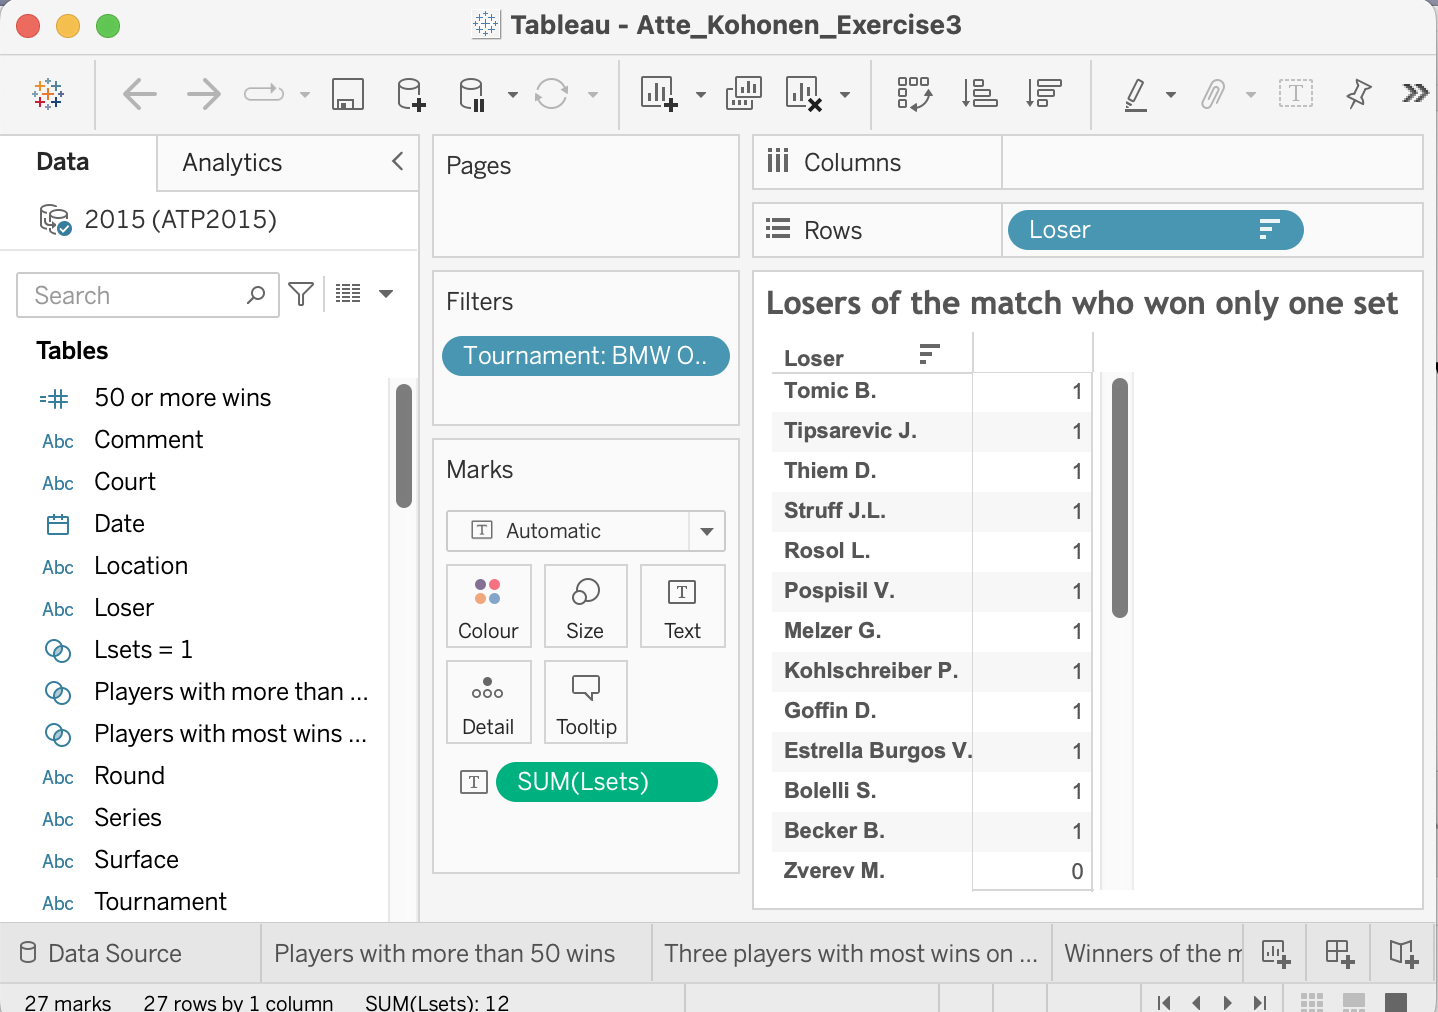 Tableau - Atte_Kohonen_Exercise3
Data
Analytics
2015 (ATP2015)
Search
Tables
50 or more wins
Abc Comment
Abc Court
Date
Abc Location
Abc Loser
Lsets = 1
Players with more than ...
Players with most wins ...
Abc Round
Abc Series
Abc Surface
Abc Tournament
Pages
Filters
Tournament: BMW O..
Marks
T Automatic
Colour
Size
T
Text
Detail
Tooltip
T SUM(Lsets)
Columns
Rows
Loser
Losers of the match who won only one set
Loser
Tomic B. 1
Tipsarevic J. 1
Thiem D. 1
Struff J.L. 1
Rosol L. 1
Pospisil V. 1
Melzer G. 1
Kohlschreiber P. 1
Goffin D. 1
Estrella Burgos V. 1
Bolelli S. 1
Becker B. 1
Zverev M. 0
Data Source
Players with more than 50 wins
Three players with most wins on ...
Winners of the m
27 marks
27 rows by 1 column
SUM(Lsets): 12